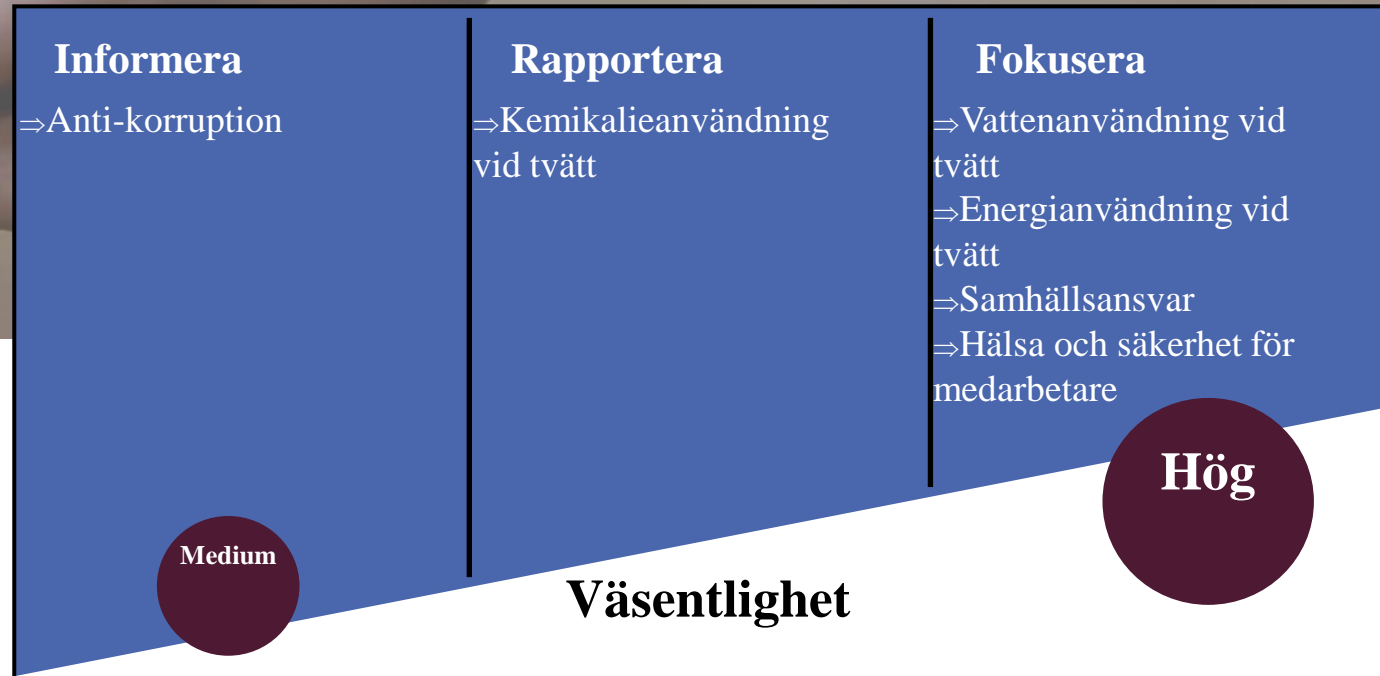 Informera
⇒Anti-korruption
Rapportera
⇒Kemikalieanvändning
vid tvätt
Fokusera
⇒Vattenanvändning vid
tvätt
⇒Energianvändning vid
tvätt
⇒Samhällsansvar
⇒Hälsa och säkerhet för
medarbetare
Hög
Medium
Väsentlighet